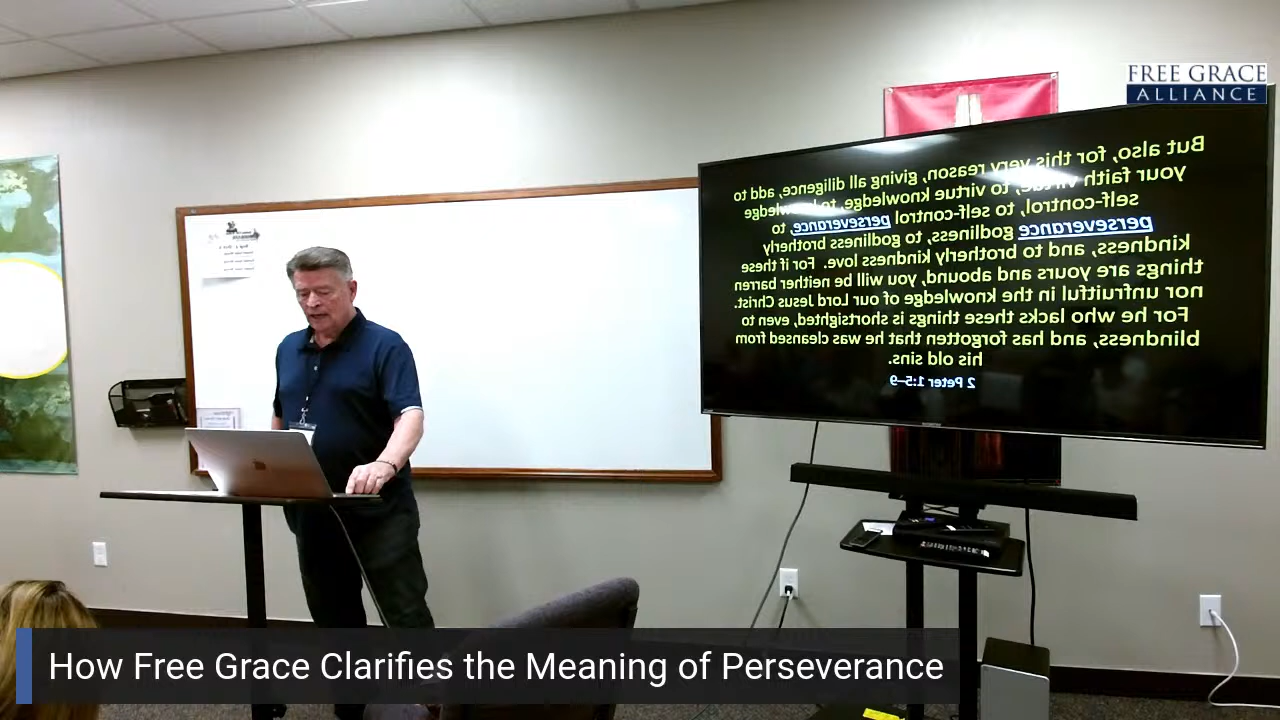 FREE GRACE
ALLIANCE
But also, for this very reason, giving all diligence, add to
your faith virtue, to virtue knowledge, to knowledge
self-control, to self-control perseverance, to
perseverance godliness, to godliness brotherly
kindness, and to brotherly kindness love. For if these
things are yours and abound, you will be neither barren
nor unfruitful in the knowledge of our Lord Jesus Christ.
For he who lacks these things is shortsighted, even to
blindness, and has forgotten that he was cleansed from
his old sins.
2 Peter 1:5–9
How Free Grace Clarifies the Meaning of Perseverance